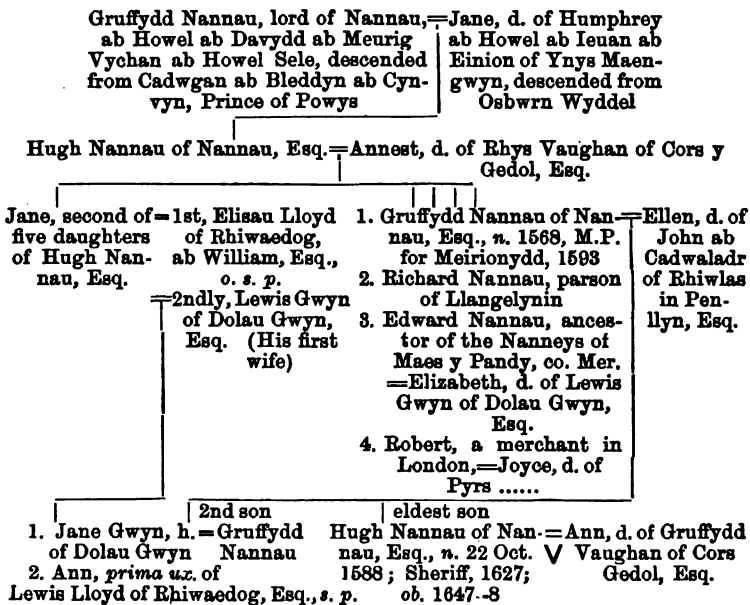 Gruffydd Nannau, lord of Nannau,=Jane, d. of Humphrey
ab Howel ab Davydd ab Meurig ab Howel ab Ieuan ab
Vychan ab Howel Sele, descended Einion of Ynys Maen-
from Cadwgan ab Bleddyn ab Cyn- gwyn, descended from
vyn, Prince of Powys Osbwrn Wyddel
Hugh Nannau of Nannau, Esq.=Annest, d. of Rhys Vaughan of Cors y
Gedol, Esq.
Jane, second of
five daughters
of Hugh Nan-
nau, Esq.
=1st, Elisau Lloyd
of Rhiwaedog,
ab William, Esq.,
o. s. p.
=2ndly, Lewis Gwyn
of Dolau Gwyn,
Esq. (His first
wife)
1. Gruffydd Nannau of Nan-
nau, Esq., n. 1568, M.P.
for Meirionydd, 1593
2. Richard Nannau, parson
of Llangelynin
3. Edward Nannau, ances-
tor of the Nanneys of
Maes y Pandy, co. Mer.
=Elizabeth, d. of Lewis
Gwyn of Dolau Gwyn,
Esq.
4. Robert, a merchant in
London,=Joyce, d. of
Pyrs ......
=Ellen, d. of
John ab
Cadwaladr
of Rhiwlas
in Pen-
llyn, Esq.
2nd son
eldest son
1. Jane Gwyn, h.=Gruffydd
of Dolau Gwyn Nannau
2. Ann, prima ux. of
Lewis Lloyd of Rhiwaedog, Esq., s. p.
Hugh Nannau of Nan-=Ann, d. of Gruffydd
nau, Esq., n. 22 Oct. V Vaughan of Cors
1588; Sheriff, 1627; Gedol, Esq.
ob. 1647--8